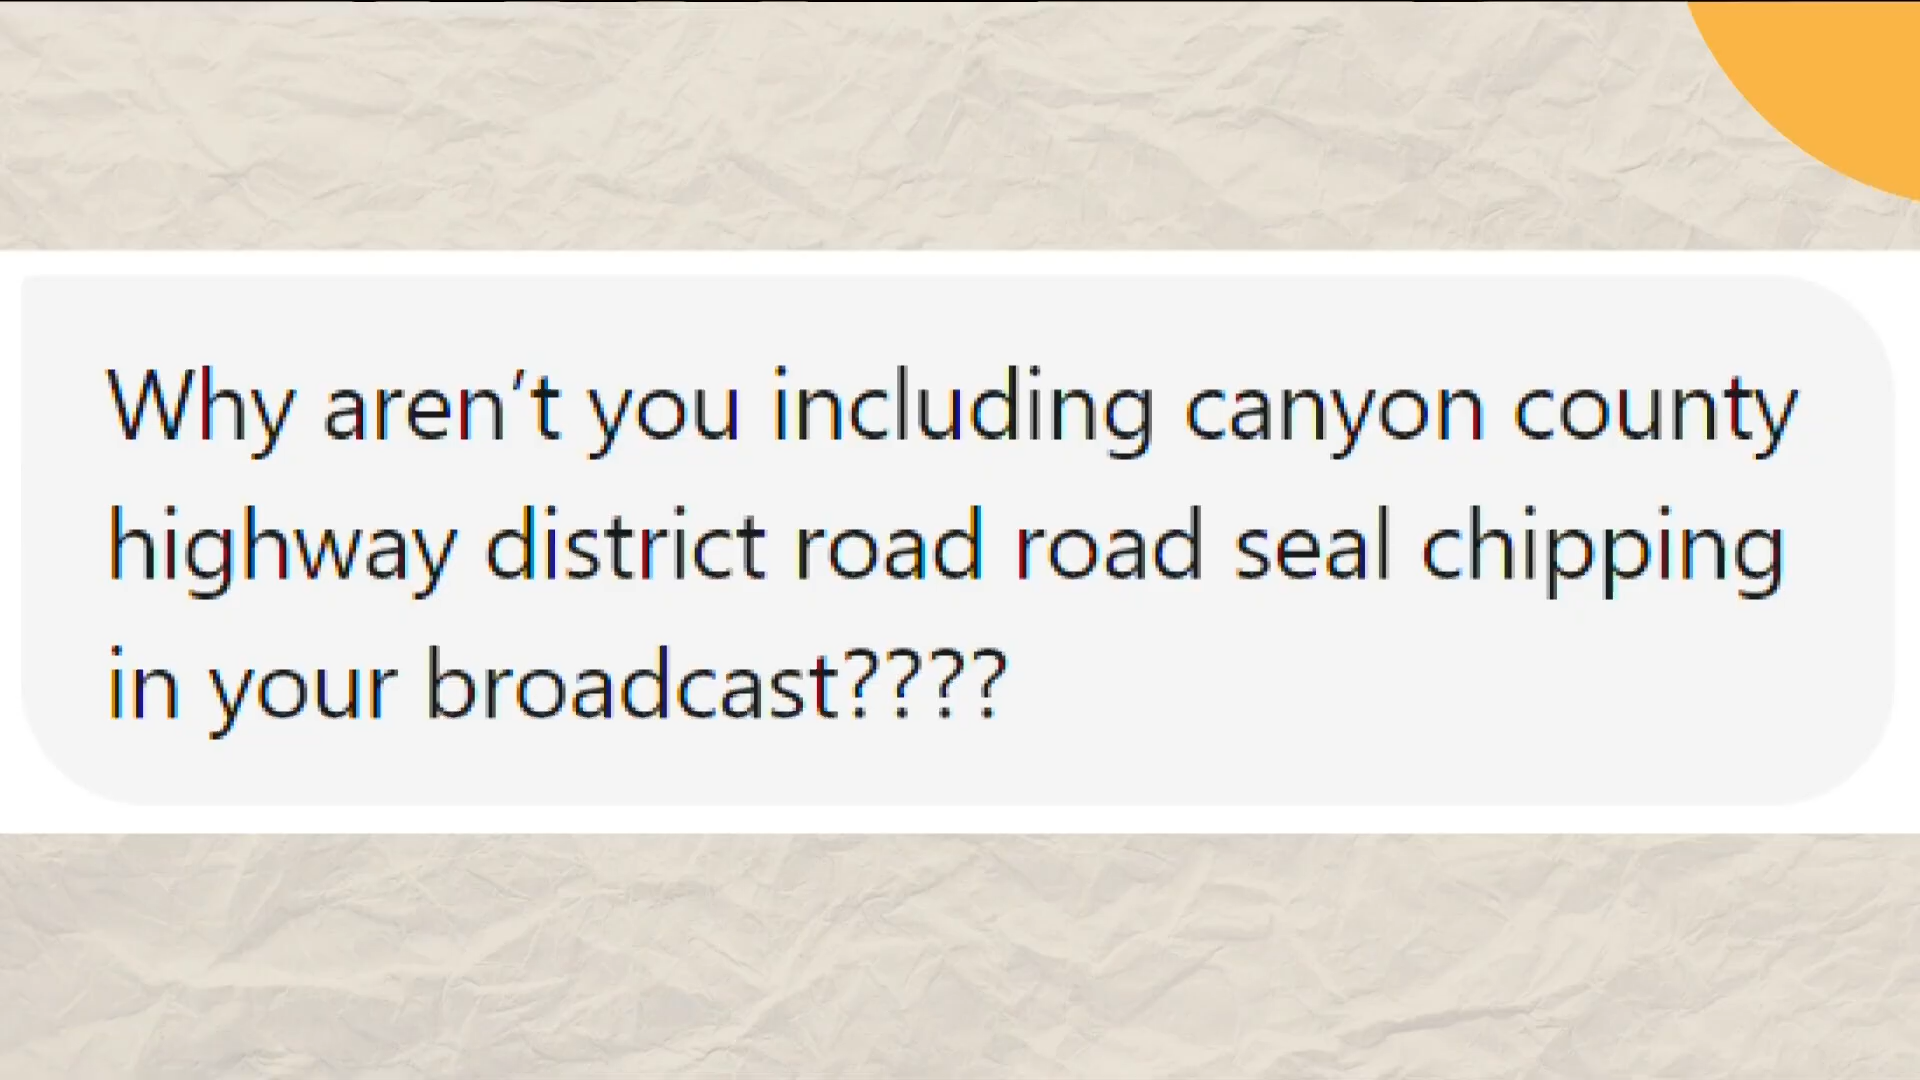 Why aren’t you including canyon county
highway district road road seal chipping
in your broadcast????